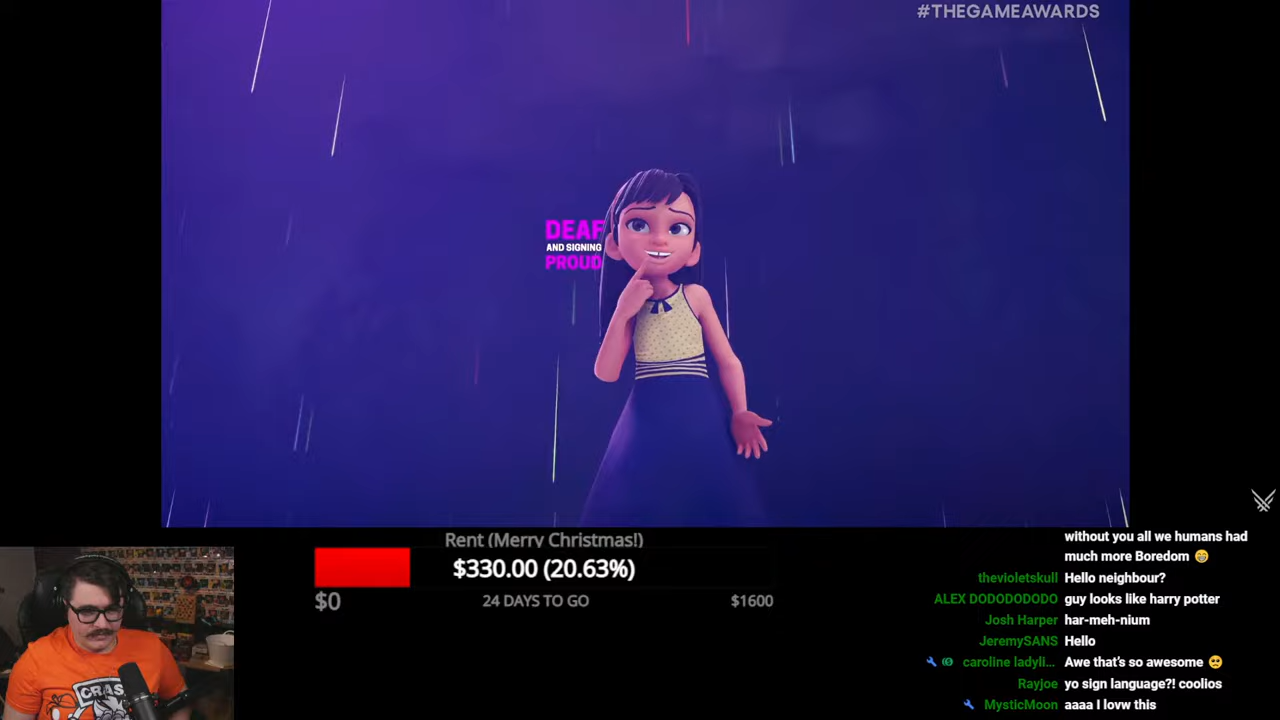 #THEGAMEAWARDS
DEAF
AND SIGNING
PROUD
Rent (Merry Christmas!)
$330.00 (20.63%)
$0
24 DAYS TO GO
$1600
CRAS
without you all we humans had
much more Boredom 😁
thevioletskull Hello neighbour?
ALEX DODODODODO guy looks like harry potter
Josh Harper har-meh-nium
JeremySANS Hello
caroline ladyli... Awe that's so awesome 🥺
Rayjoe yo sign language?! coolios
MysticMoon aaaa I lovw this